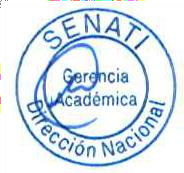 SENATI
Gerencia
Académica
Dirección Nacional